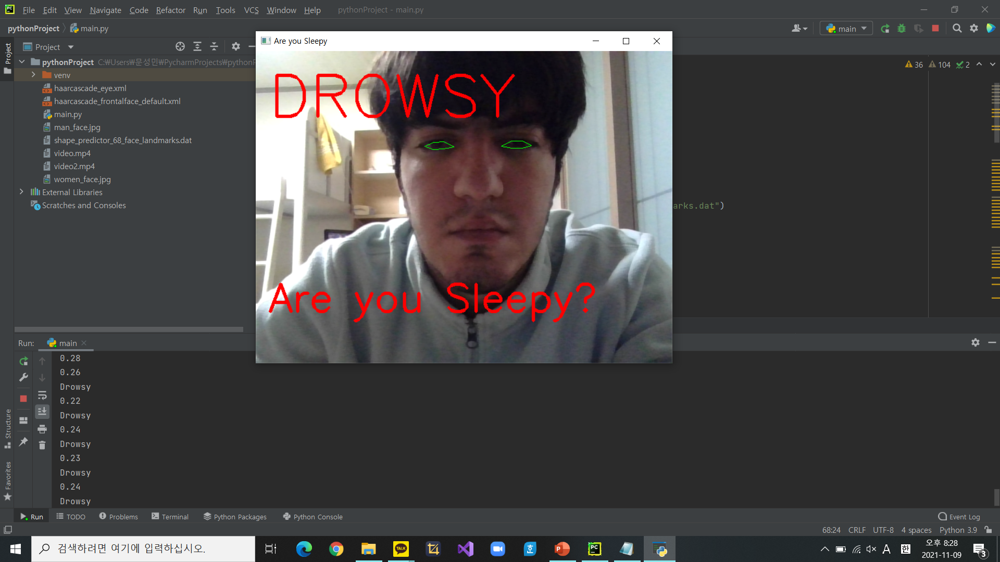 File Edit View Navigate Code Refactor Run Tools VCS Window Help pythonProject - main.py
pythonProject main.py
main
Project
Project
Are you Sleepy
pythonProject C:\Users\문성민\PycharmProjects\pythonP
36 104 2
venv
haarcascade_eye.xml
haarcascade_frontalface_default.xml
main.py
man_face.jpg
shape_predictor_68_face_landmarks.dat
video.mp4
video2.mp4
women_face.jpg
External Libraries
Scratches and Consoles
DROWSY
arks.dat")
Are you Sleepy?
Run: main
0.28
0.26
Drowsy
0.22
Drowsy
0.24
Drowsy
0.23
Drowsy
0.24
Drowsy
Structure
Favorites
Run TODO Problems Terminal Python Packages Python Console Event Log
68:24 CRLF UTF-8 4 spaces Python 3.9
검색하려면 여기에 입력하십시오.
TALK
PC
A 한
오후 8:28
2021-11-09
3